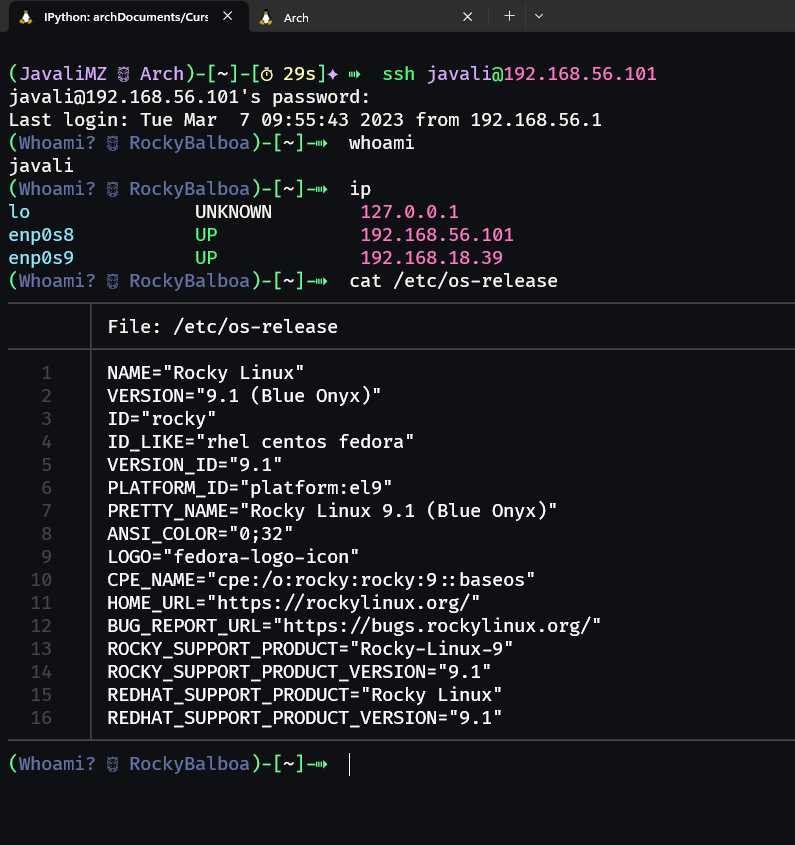 IPython: archDocuments/Curs
Arch
(JavaliMZ Arch)-[~]-[29s] ssh javali@192.168.56.101
javali@192.168.56.101's password:
Last login: Tue Mar  7 09:55:43 2023 from 192.168.56.1
(Whoami? RockyBalboa)-[~]- whoami
javali
(Whoami? RockyBalboa)-[~]- ip
lo UNKNOWN 127.0.0.1
enp0s8 UP 192.168.56.101
enp0s9 UP 192.168.18.39
(Whoami? RockyBalboa)-[~]- cat /etc/os-release
File: /etc/os-release
1 NAME="Rocky Linux"
2 VERSION="9.1 (Blue Onyx)"
3 ID="rocky"
4 ID_LIKE="rhel centos fedora"
5 VERSION_ID="9.1"
6 PLATFORM_ID="platform:el9"
7 PRETTY_NAME="Rocky Linux 9.1 (Blue Onyx)"
8 ANSI_COLOR="0;32"
9 LOGO="fedora-logo-icon"
10 CPE_NAME="cpe:/o:rocky:rocky:9::baseos"
11 HOME_URL="https://rockylinux.org/"
12 BUG_REPORT_URL="https://bugs.rockylinux.org/"
13 ROCKY_SUPPORT_PRODUCT="Rocky-Linux-9"
14 ROCKY_SUPPORT_PRODUCT_VERSION="9.1"
15 REDHAT_SUPPORT_PRODUCT="Rocky Linux"
16 REDHAT_SUPPORT_PRODUCT_VERSION="9.1"
(Whoami? RockyBalboa)-[~]-